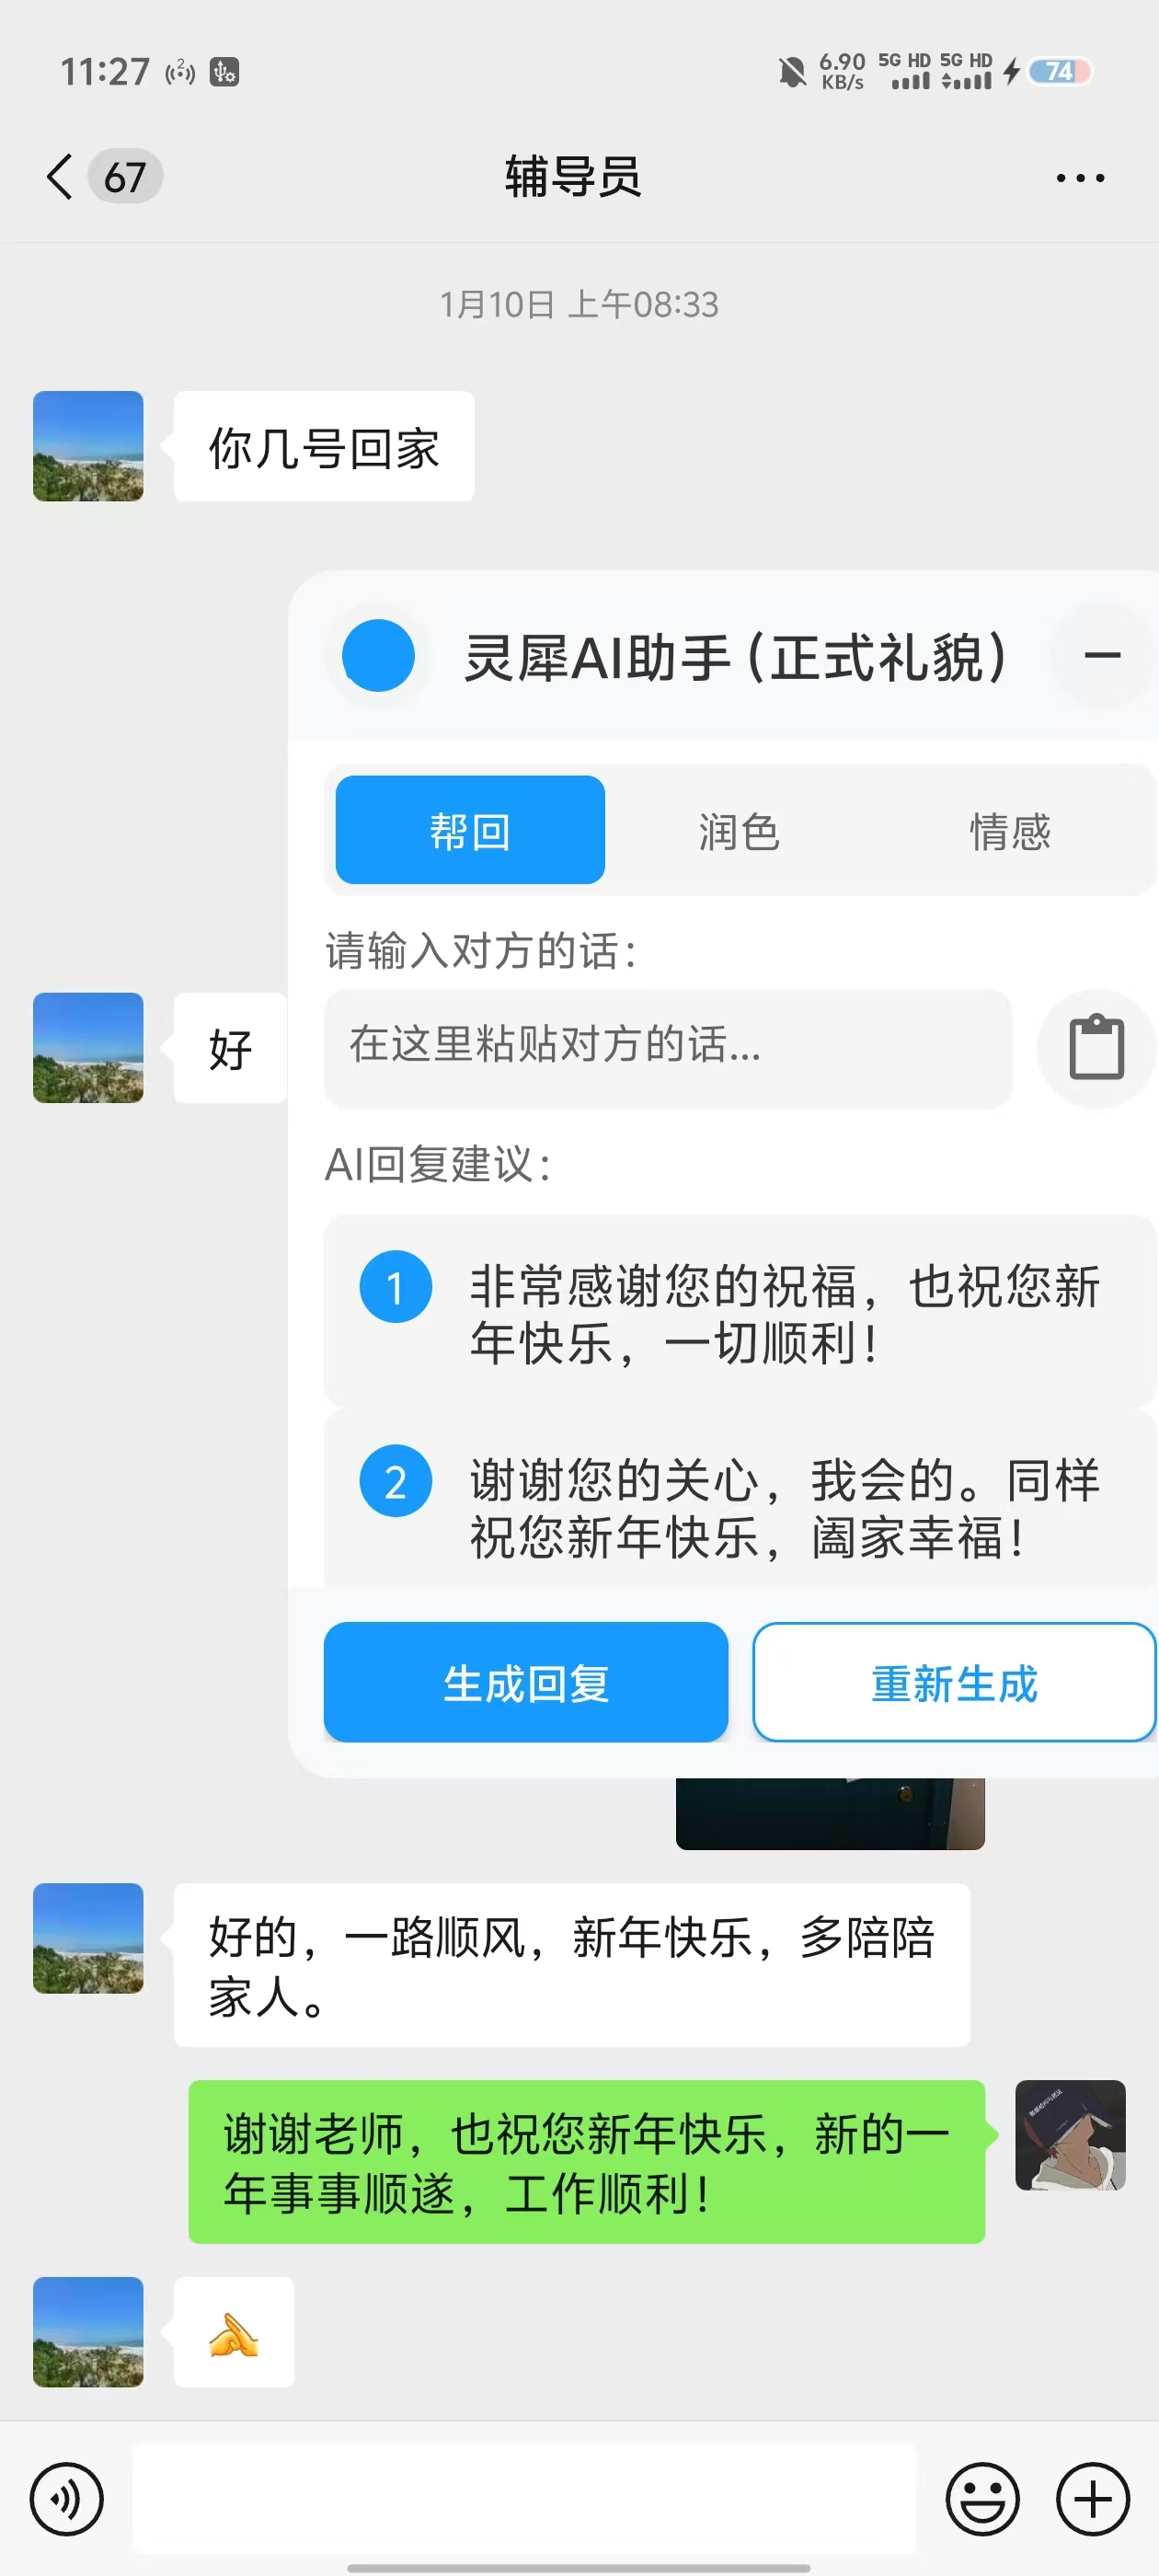 11:27
6.90 KB/s
5G HD 5G HD
74
67
辅导员
1月10日 上午08:33
你几号回家
灵犀AI助手(正式礼貌)
帮回
润色
情感
请输入对方的话:
好
在这里粘贴对方的话...
AI回复建议:
1
非常感谢您的祝福，也祝您新
年快乐，一切顺利！
2
谢谢您的关心，我会的。同样
祝您新年快乐，阖家幸福！
生成回复
重新生成
好的，一路顺风，新年快乐，多陪陪
家人。
谢谢老师，也祝您新年快乐，新的一
年事事顺遂，工作顺利！